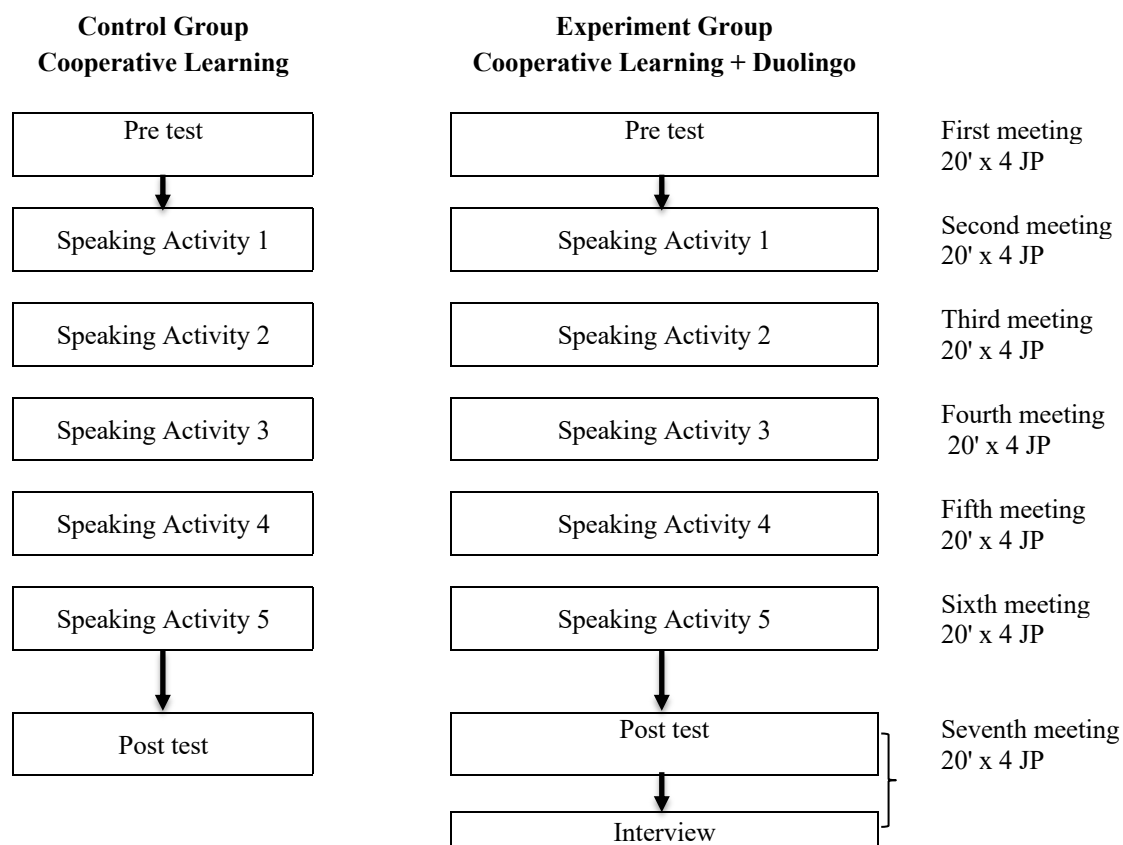 Control Group
Cooperative Learning
Experiment Group
Cooperative Learning + Duolingo
Pre test
Pre test
First meeting
20' x 4 JP
Speaking Activity 1
Speaking Activity 1
Second meeting
20' x 4 JP
Speaking Activity 2
Speaking Activity 2
Third meeting
20' x 4 JP
Speaking Activity 3
Speaking Activity 3
Fourth meeting
20' x 4 JP
Speaking Activity 4
Speaking Activity 4
Fifth meeting
20' x 4 JP
Speaking Activity 5
Speaking Activity 5
Sixth meeting
20' x 4 JP
Post test
Post test
Seventh meeting
20' x 4 JP
Interview